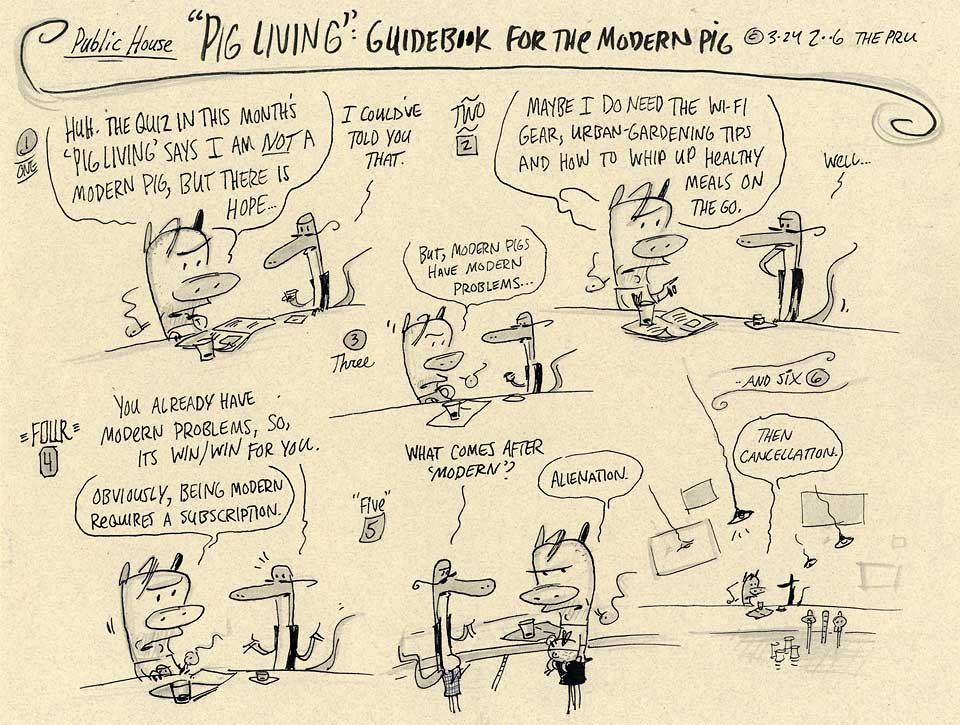 Public House "PIG LIVING": GUIDEBOOK FOR THE MODERN PIG © 3·24 2··6 THE PRU
1
ONE
HUH. THE QUIZ IN THIS MONTH'S
'PIG LIVING' SAYS I AM NOT A
MODERN PIG, BUT THERE IS
HOPE...
I COULD'VE
TOLD YOU
THAT.
TWO
2
MAYBE I DO NEED THE WI-FI
GEAR, URBAN-GARDENING TIPS
AND HOW TO WHIP UP HEALTHY
MEALS ON
THE GO.
WELL...
3
Three
BUT, MODERN PIGS
HAVE MODERN
PROBLEMS...
=FOUR=
4
YOU ALREADY HAVE
MODERN PROBLEMS, SO,
ITS WIN/WIN FOR YOU.
OBVIOUSLY, BEING MODERN
REQUIRES A SUBSCRIPTION.
"Five"
5
WHAT COMES AFTER
'MODERN'?
ALIENATION.
--AND SIX 6
THEN
CANCELLATION.